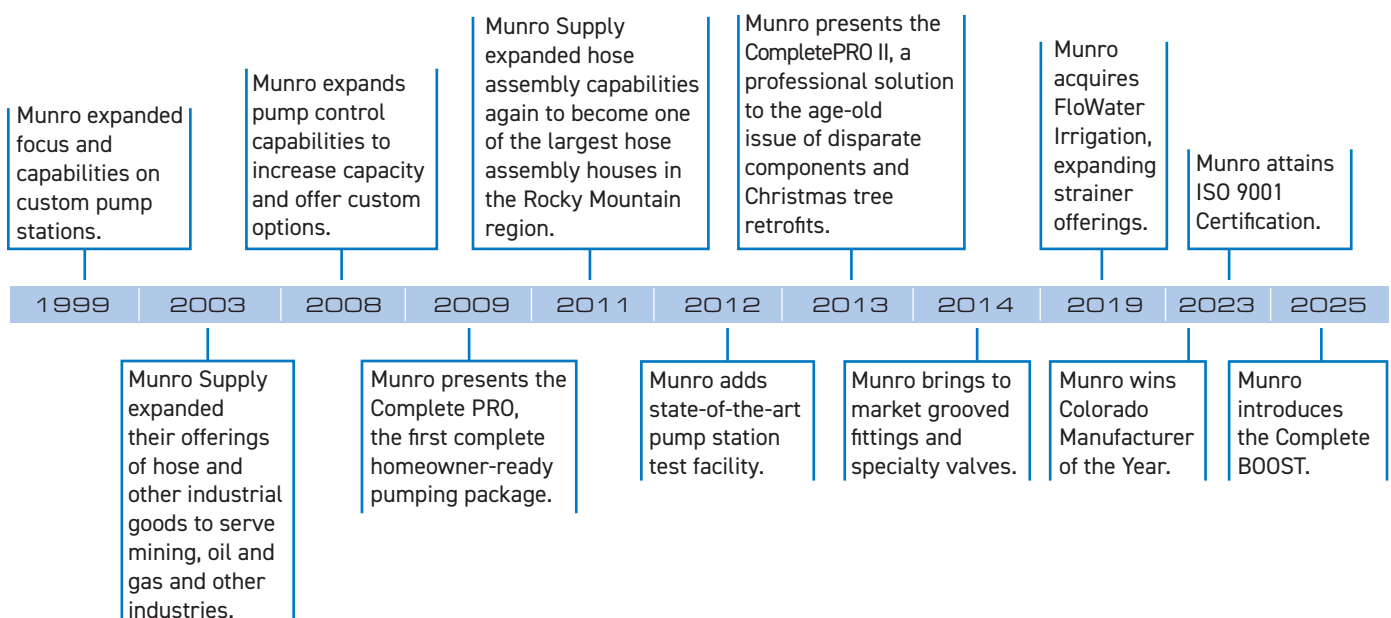 Munro expanded
focus and
capabilities on
custom pump
stations.
Munro expands
pump control
capabilities to
increase capacity
and offer custom
options.
Munro Supply
expanded hose
assembly capabilities
again to become one
of the largest hose
assembly houses in
the Rocky Mountain
region.
Munro presents the
CompletePRO II, a
professional solution
to the age-old
issue of disparate
components and
Christmas tree
retrofits.
Munro
acquires
FloWater
Irrigation,
expanding
strainer
offerings.
Munro attains
ISO 9001
Certification.
1999 2003 2008 2009 2011 2012 2013 2014 2019 2023 2025
Munro Supply
expanded
their offerings
of hose and
other industrial
goods to serve
mining, oil and
gas and other
industries.
Munro presents the
Complete PRO,
the first complete
homeowner-ready
pumping package.
Munro adds
state-of-the-art
pump station
test facility.
Munro brings to
market grooved
fittings and
specialty valves.
Munro wins
Colorado
Manufacturer
of the Year.
Munro
introduces
the Complete
BOOST.